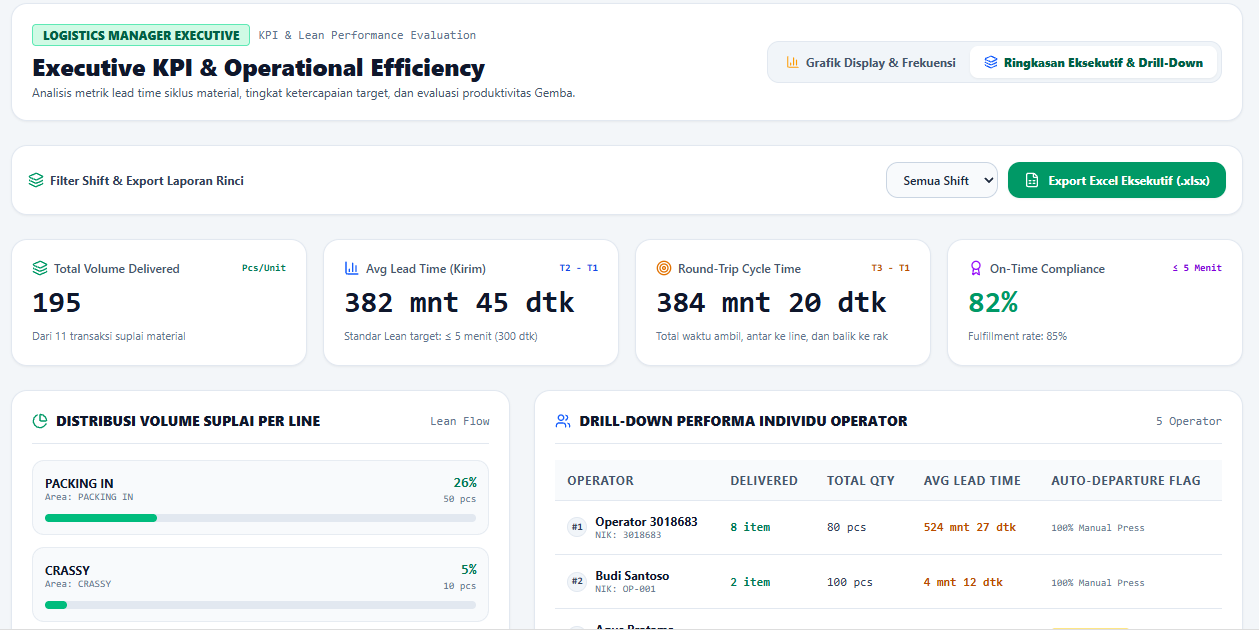 LOGISTICS MANAGER EXECUTIVE KPI & Lean Performance Evaluation
Executive KPI & Operational Efficiency
Analisis metrik lead time siklus material, tingkat ketercapaian target, dan evaluasi produktivitas Gemba.
Grafik Display & Frekuensi
Ringkasan Eksekutif & Drill-Down
Filter Shift & Export Laporan Rinci
Semua Shift
Export Excel Eksekutif (.xlsx)
Total Volume Delivered Pcs/Unit
195
Dari 11 transaksi suplai material
Avg Lead Time (Kirim) T2 - T1
382 mnt 45 dtk
Standar Lean target: ≤ 5 menit (300 dtk)
Round-Trip Cycle Time T3 - T1
384 mnt 20 dtk
Total waktu ambil, antar ke line, dan balik ke rak
On-Time Compliance ≤ 5 Menit
82%
Fulfillment rate: 85%
DISTRIBUSI VOLUME SUPLAI PER LINE Lean Flow
PACKING IN 26%
Area: PACKING IN 50 pcs
CRASSY 5%
Area: CRASSY 10 pcs
DRILL-DOWN PERFORMA INDIVIDU OPERATOR 5 Operator
OPERATOR DELIVERED TOTAL QTY AVG LEAD TIME AUTO-DEPARTURE FLAG
#1 Operator 3018683 8 item 80 pcs 524 mnt 27 dtk 100% Manual Press
NIK: 3018683
#2 Budi Santoso 2 item 100 pcs 4 mnt 12 dtk 100% Manual Press
NIK: OP-001